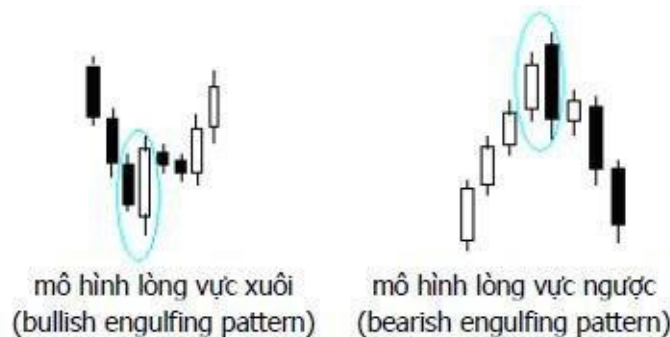 mô hình lòng vực xuôi
(bullish engulfing pattern)
mô hình lòng vực ngược
(bearish engulfing pattern)